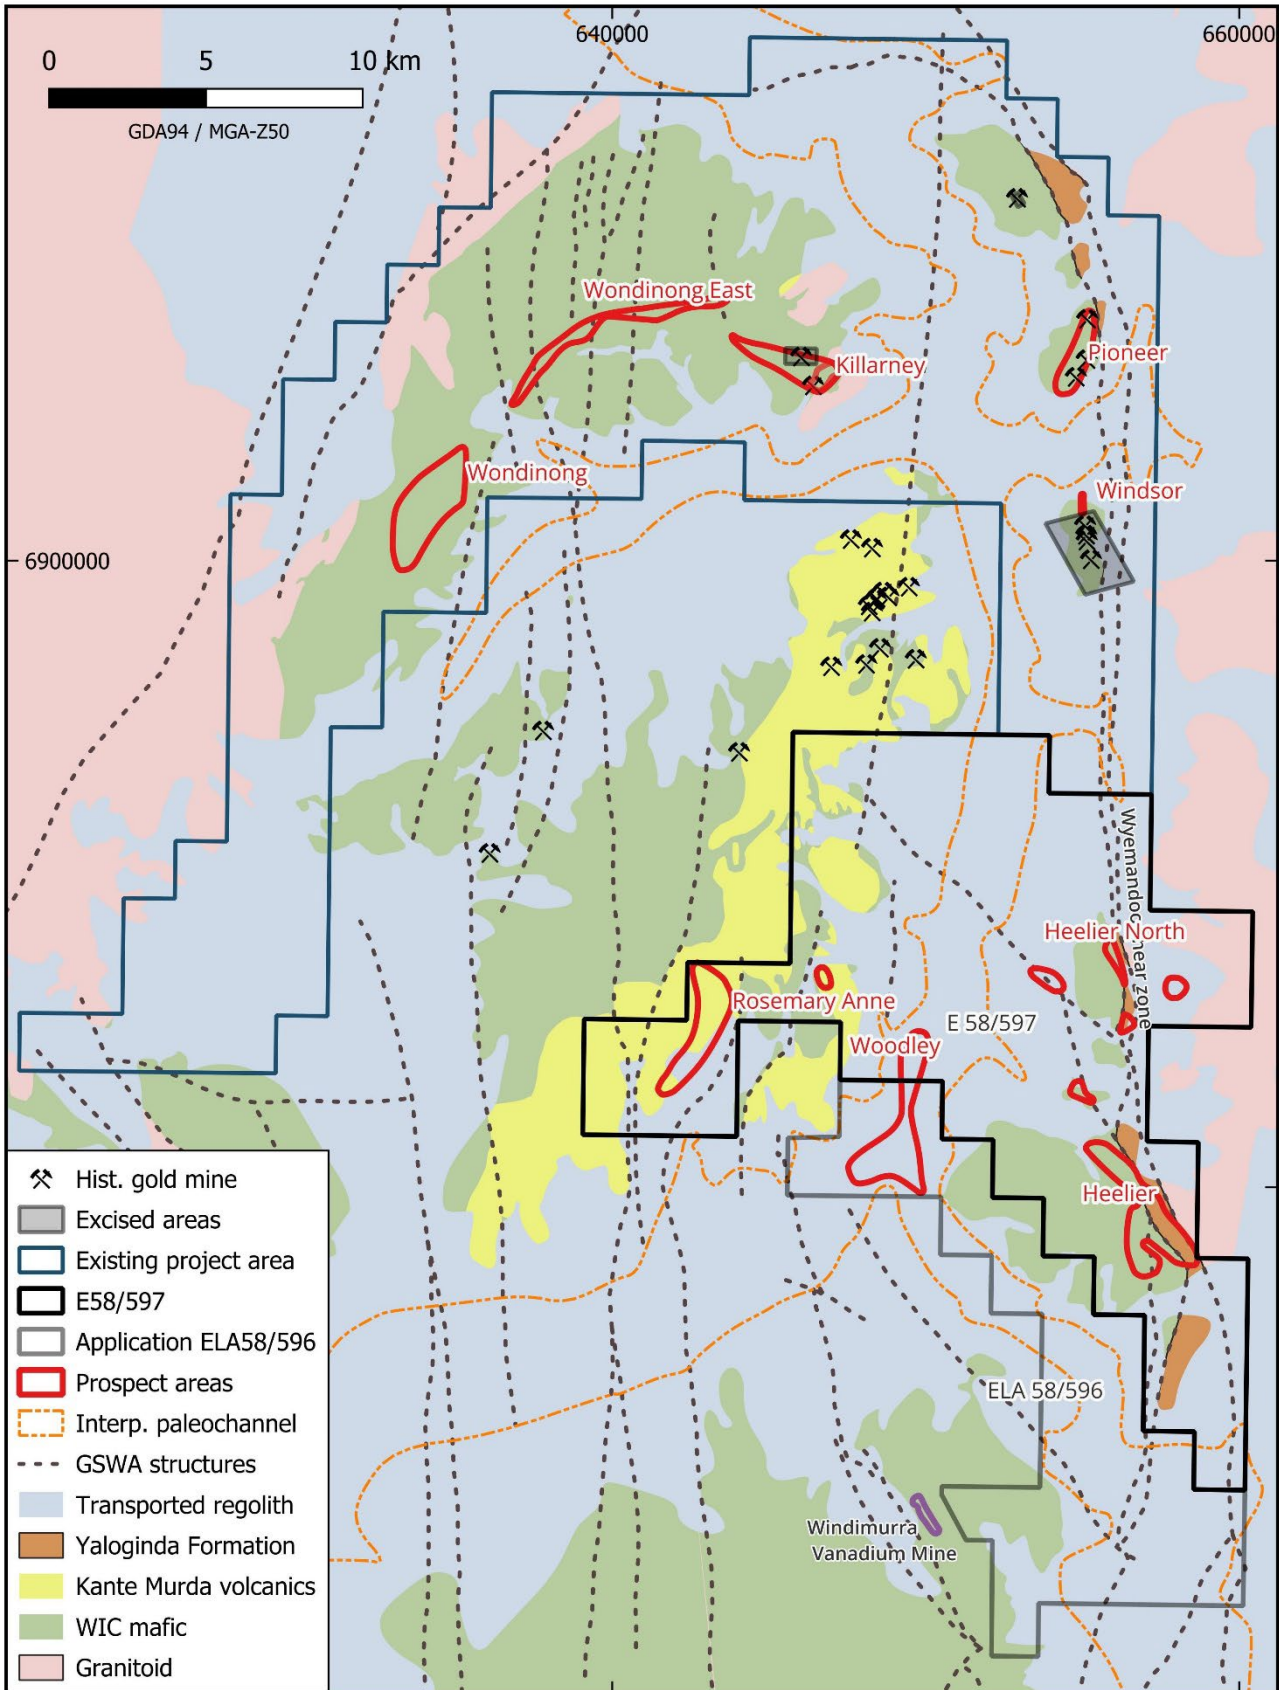 640000
660000
0 5 10 km
GDA94 / MGA-Z50
Wondinong East
Killarney
Pioneer
Wondinong
Windsor
6900000
Heelier North
Rosemary Anne
E 58/597
Woodley
Heelier
ELA 58/596
Windimurra
Vanadium Mine
Hist. gold mine
Excised areas
Existing project area
E58/597
Application ELA58/596
Prospect areas
Interp. paleochannel
GSWA structures
Transported regolith
Yaloginda Formation
Kante Murda volcanics
WIC mafic
Granitoid